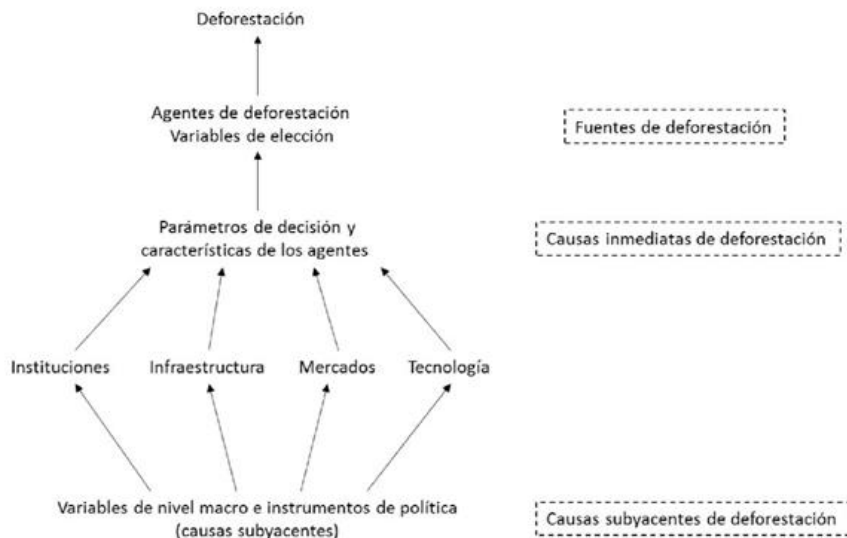 Deforestación
Agentes de deforestación
Variables de elección
Fuentes de deforestación
Parámetros de decisión y
características de los agentes
Causas inmediatas de deforestación
Instituciones
Infraestructura
Mercados
Tecnología
Variables de nivel macro e instrumentos de política
(causas subyacentes)
Causas subyacentes de deforestación